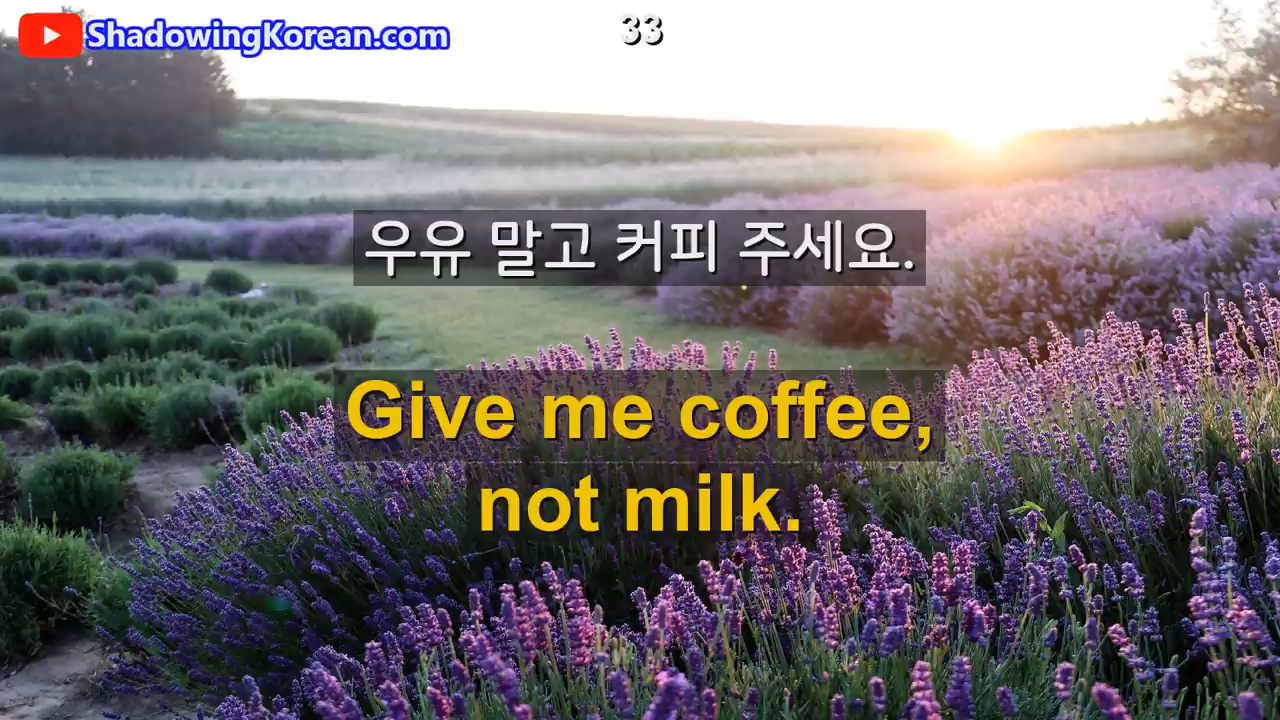 ShadowingKorean.com
33
우유 말고 커피 주세요.
Give me coffee,
not milk.